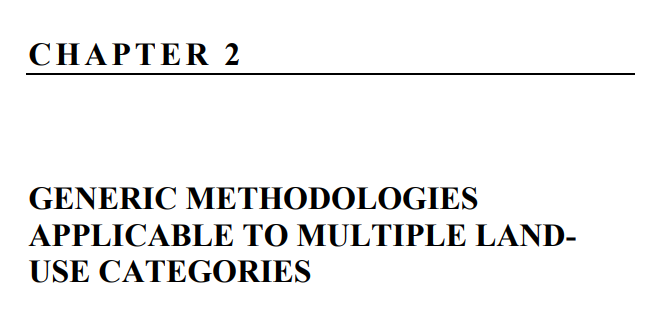 CHAPTER 2
GENERIC METHODOLOGIES
APPLICABLE TO MULTIPLE LAND-
USE CATEGORIES